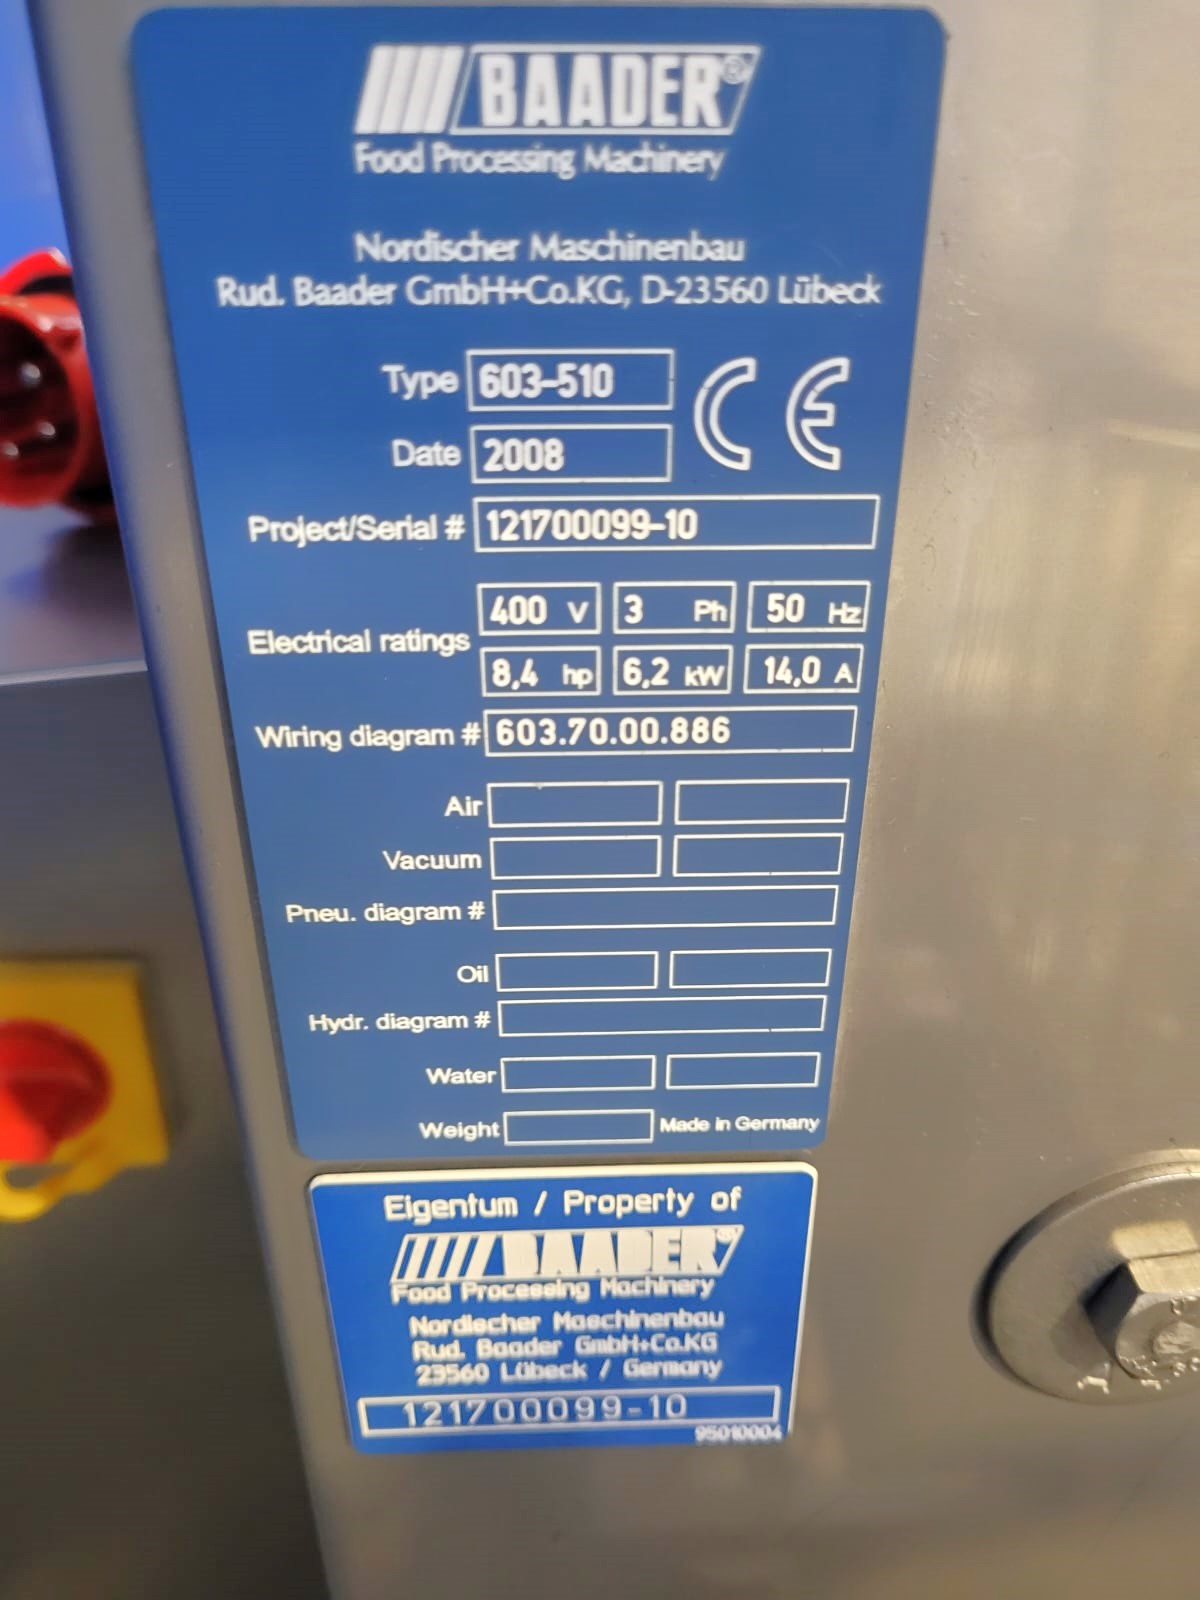 BAADER®
Food Processing Machinery
Nordischer Maschinenbau
Rud. Baader GmbH+Co.KG, D-23560 Lübeck
Type 603-510 CE
Date 2008
Project/Serial # 121700099-10
Electrical ratings
400 V 3 Ph 50 Hz
8,4 hp 6,2 kW 14,0 A
Wiring diagram # 603.70.00.886
Air
Vacuum
Pneu. diagram #
Oil
Hydr. diagram #
Water
Weight Made in Germany
Eigentum / Property of
BAADER®
Food Processing Machinery
Nordischer Maschinenbau
Rud. Baader GmbH+Co.KG
23560 Lübeck / Germany
121700099-10
95010004